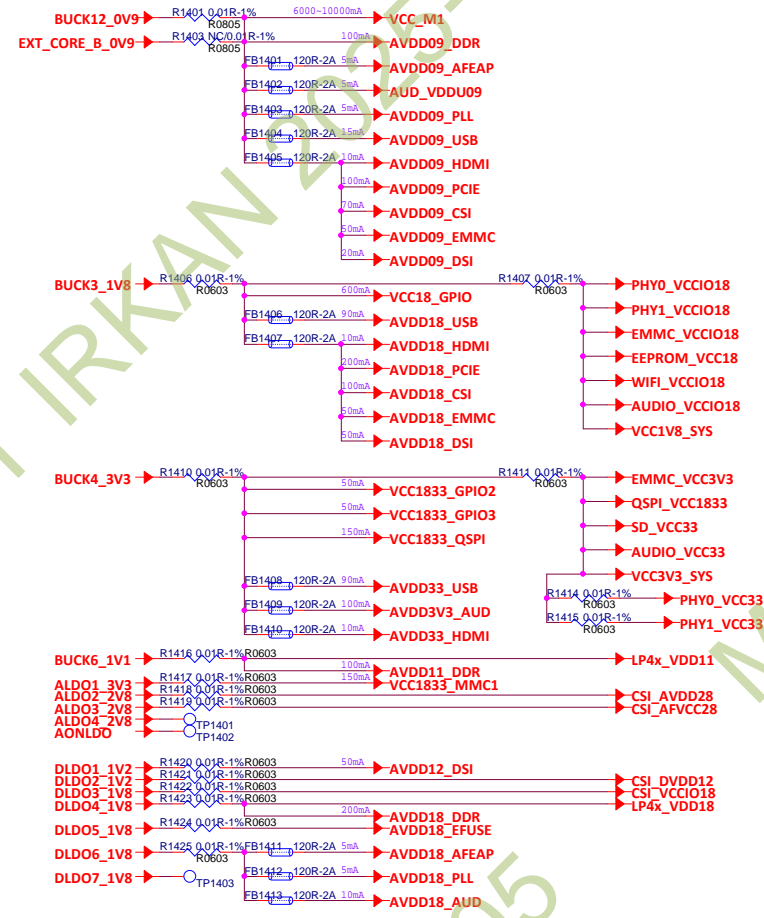 BUCK12_0V9 R1401 0.01R-1% R0805 6000~10000mA VCC_M1
EXT_CORE_B_0V9 R1403 NC/0.01R-1% R0805 100mA AVDD09_DDR
FB1401 120R-2A 5mA AVDD09_AFEAP
FB1402 120R-2A 5mA AUD_VDDU09
FB1403 120R-2A 5mA AVDD09_PLL
FB1404 120R-2A 15mA AVDD09_USB
FB1405 120R-2A 10mA AVDD09_HDMI
100mA AVDD09_PCIE
70mA AVDD09_CSI
60mA AVDD09_EMMC
20mA AVDD09_DSI
BUCK3_1V8 R1406 0.01R-1% R0603 R1407 0.01R-1% R0603 PHY0_VCCIO18
600mA VCC18_GPIO PHY1_VCCIO18
FB1406 120R-2A 90mA AVDD18_USB EMMC_VCCIO18
FB1407 120R-2A 10mA AVDD18_HDMI EEPROM_VCC18
200mA AVDD18_PCIE WIFI_VCCIO18
100mA AVDD18_CSI AUDIO_VCCIO18
50mA AVDD18_EMMC VCC1V8_SYS
50mA AVDD18_DSI
BUCK4_3V3 R1410 0.01R-1% R0603 R1411 0.01R-1% R0603 EMMC_VCC3V3
50mA VCC1833_GPIO2 QSPI_VCC1833
50mA VCC1833_GPIO3 SD_VCC33
150mA VCC1833_QSPI AUDIO_VCC33
VCC3V3_SYS
FB1408 120R-2A 90mA AVDD33_USB R1414 0.01R-1% R0603 PHY0_VCC33
FB1409 120R-2A 100mA AVDD3V3_AUD R1415 0.01R-1% R0603 PHY1_VCC33
FB1410 120R-2A 10mA AVDD33_HDMI
BUCK6_1V1 R1416 0.01R-1% R0603 LP4x_VDD11
100mA AVDD11_DDR
ALDO1_3V3 R1417 0.01R-1% R0603 150mA VCC1833_MMC1
ALDO2_2V8 R1418 0.01R-1% R0603 CSI_AVDD28
ALDO3_2V8 R1419 0.01R-1% R0603 CSI_AFVCC28
ALDO4_2V8 TP1401
AONLDO TP1402
DLDO1_1V2 R1420 0.01R-1% R0603 50mA AVDD12_DSI
DLDO2_1V2 R1421 0.01R-1% R0603 CSI_DVDD12
DLDO3_1V8 R1422 0.01R-1% R0603 CSI_VCCIO18
DLDO4_1V8 R1423 0.01R-1% R0603 LP4x_VDD18
200mA AVDD18_DDR
DLDO5_1V8 R1424 0.01R-1% R0603 AVDD18_EFUSE
DLDO6_1V8 R1425 0.01R-1% R0603 FB1411 120R-2A 5mA AVDD18_AFEAP
DLDO7_1V8 TP1403 FB1412 120R-2A 5mA AVDD18_PLL
FB1413 120R-2A 10mA AVDD18_AUD
IRKAN 2025